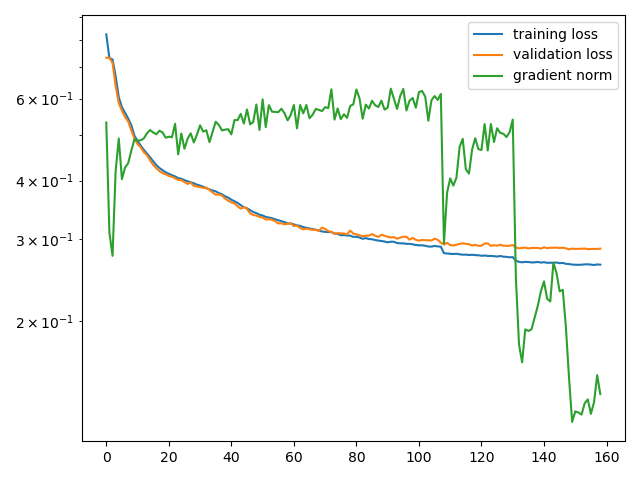 training loss
validation loss
gradient norm
6 × 10⁻¹
4 × 10⁻¹
3 × 10⁻¹
2 × 10⁻¹
0 20 40 60 80 100 120 140 160